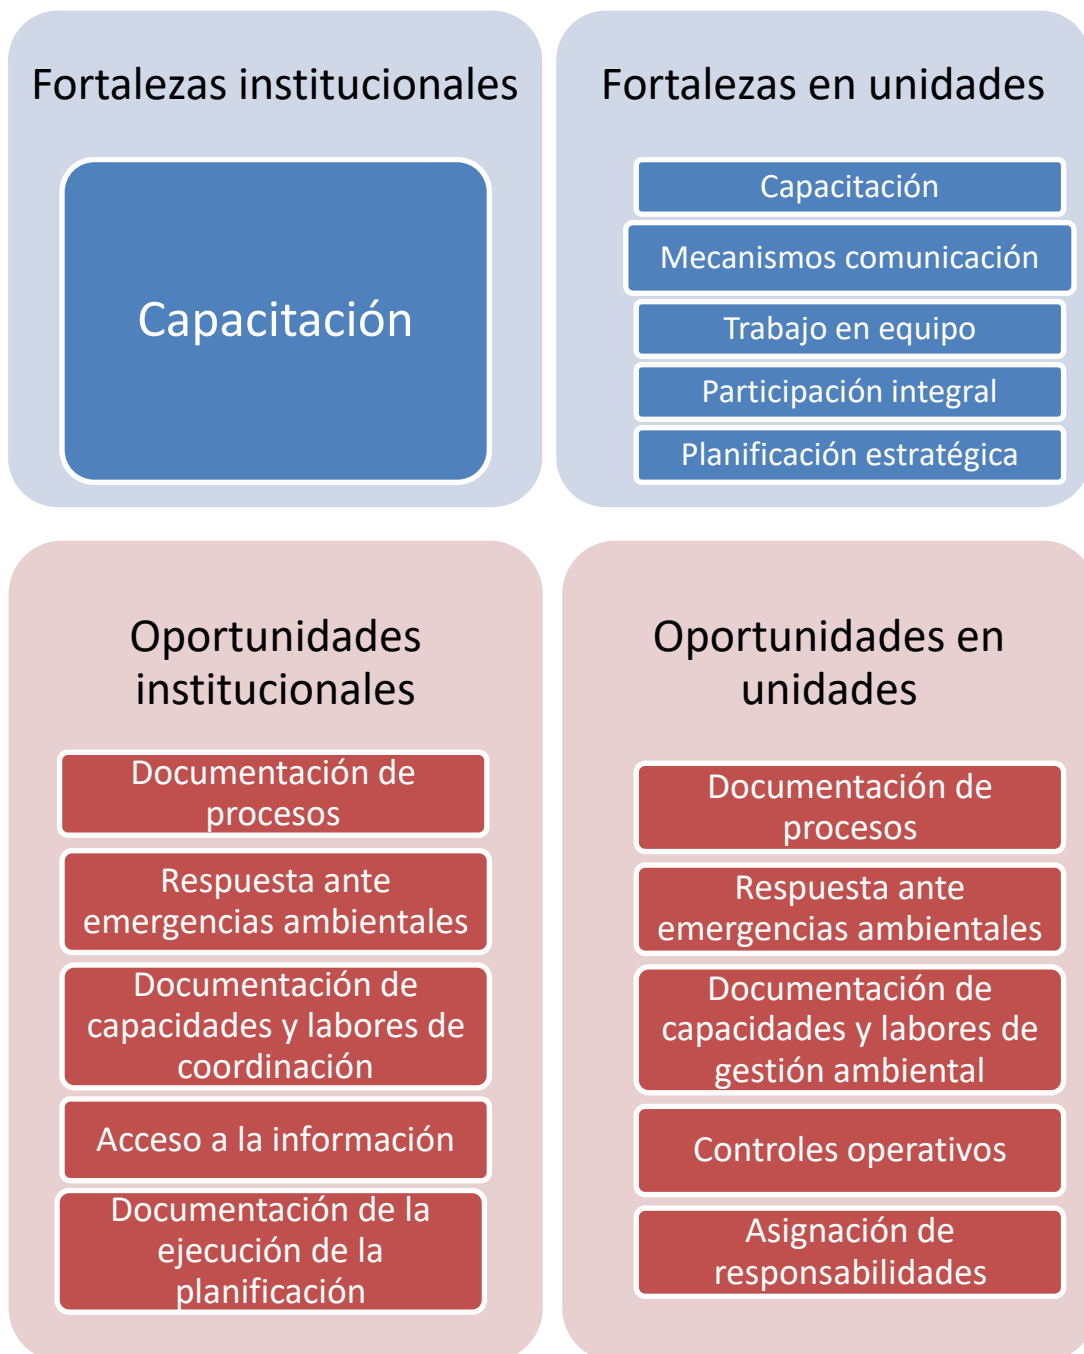 Fortalezas institucionales
Capacitación
Fortalezas en unidades
Capacitación
Mecanismos comunicación
Trabajo en equipo
Participación integral
Planificación estratégica
Oportunidades
institucionales
Documentación de
procesos
Respuesta ante
emergencias ambientales
Documentación de
capacidades y labores de
coordinación
Acceso a la información
Documentación de la
ejecución de la
planificación
Oportunidades en
unidades
Documentación de
procesos
Respuesta ante
emergencias ambientales
Documentación de
capacidades y labores de
gestión ambiental
Controles operativos
Asignación de
responsabilidades